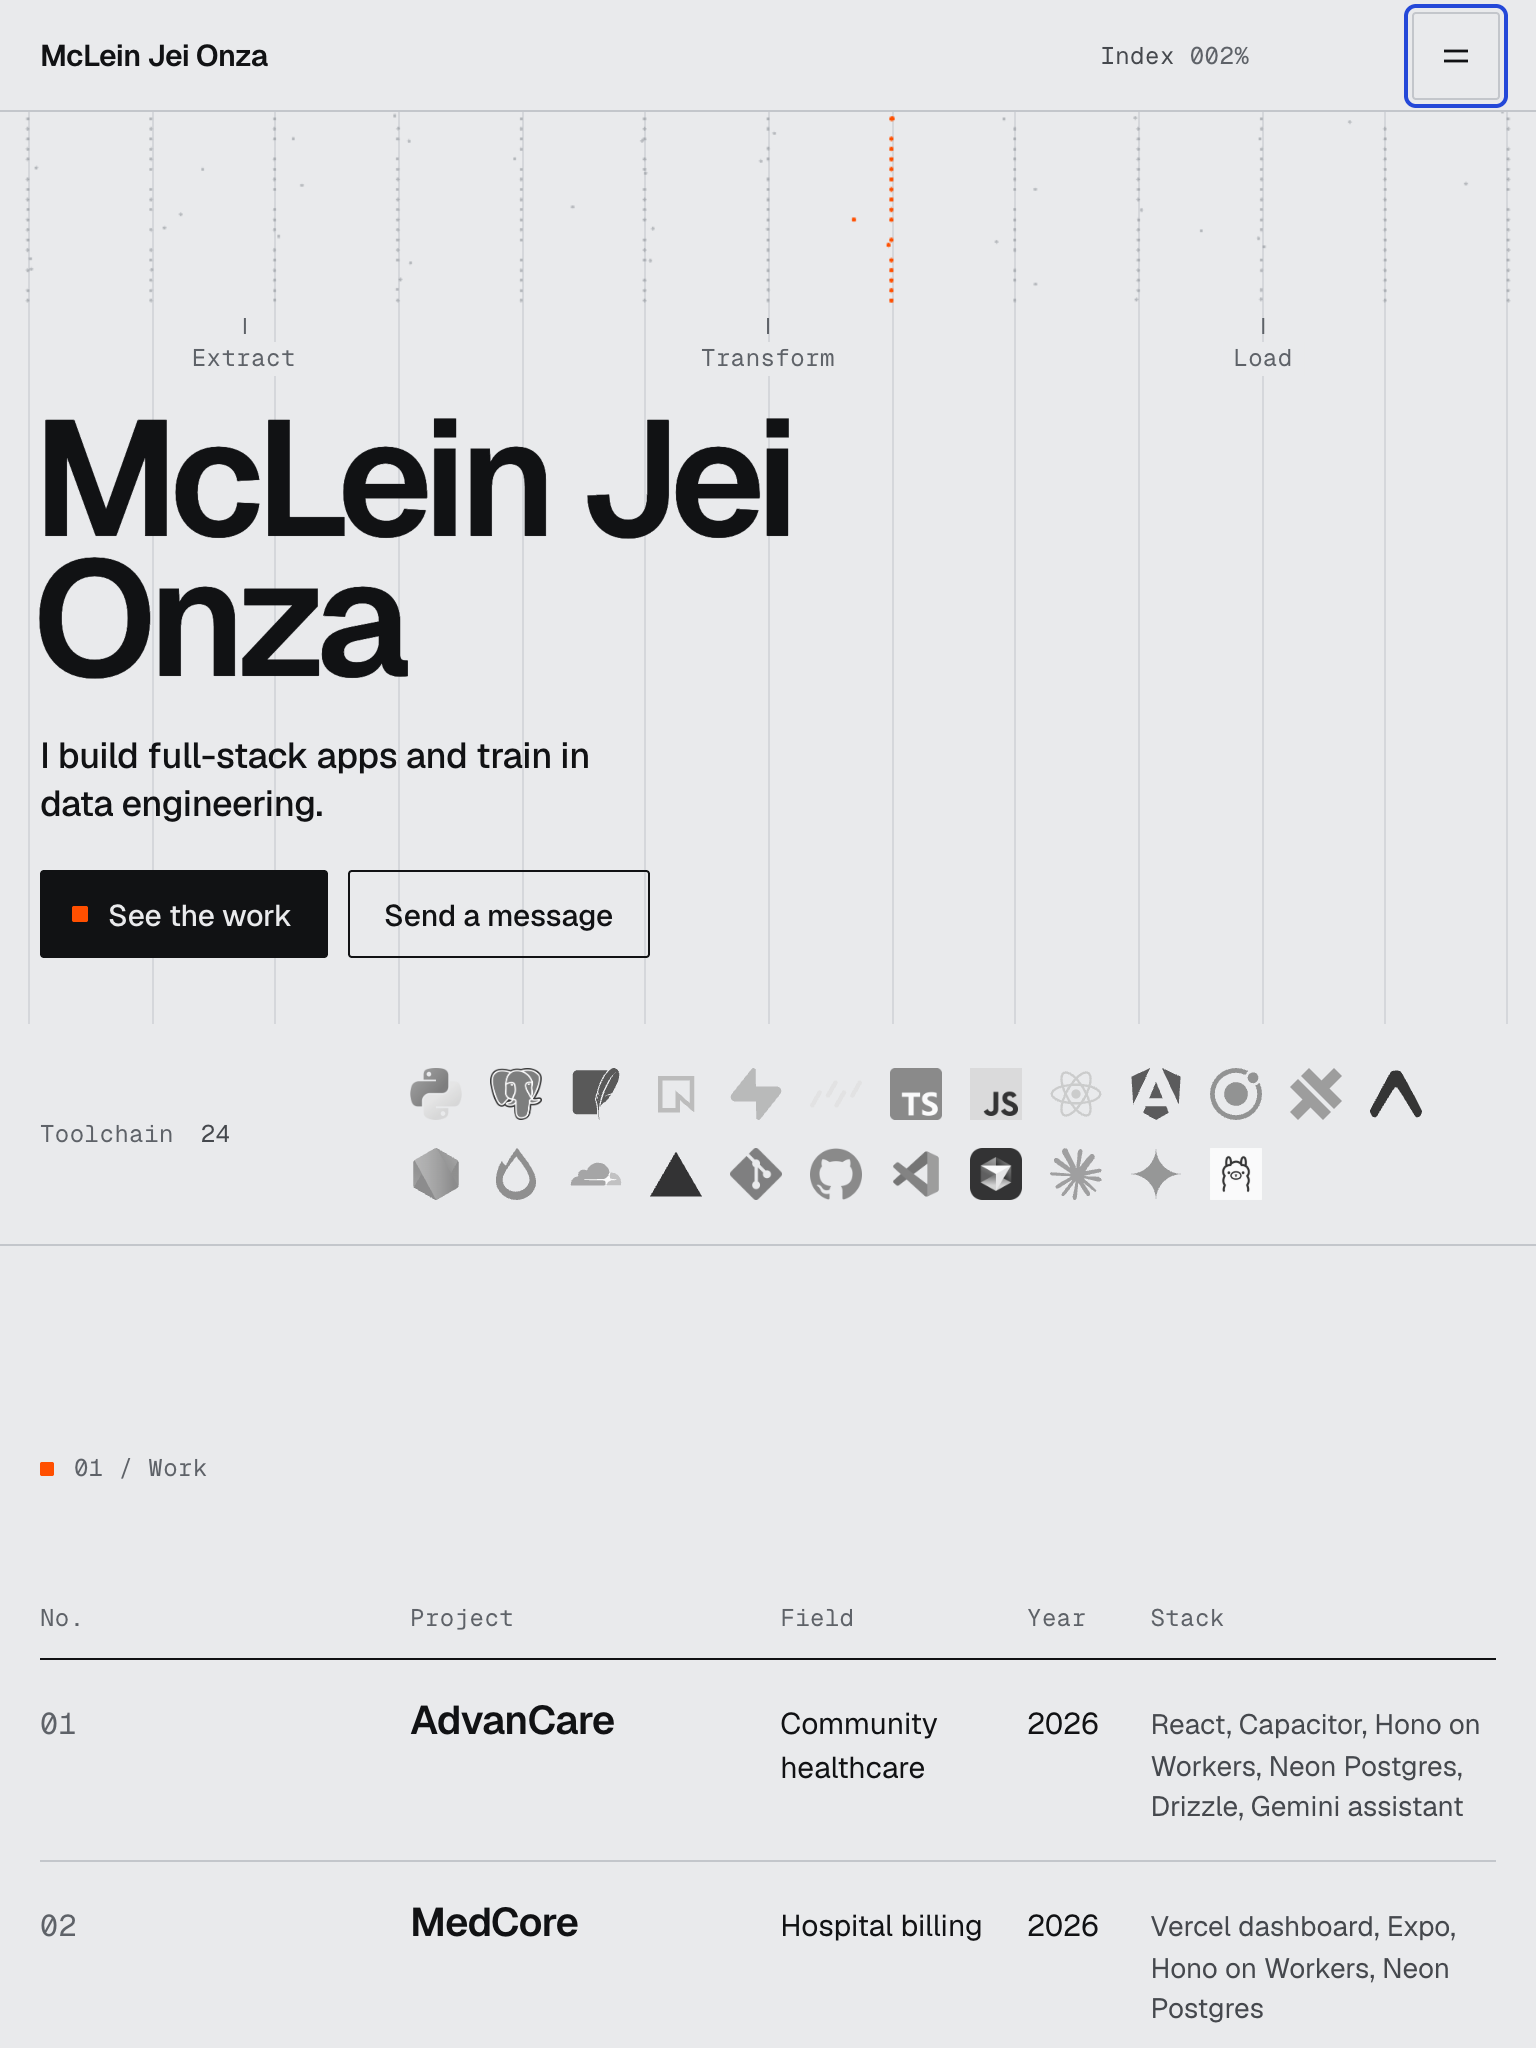 McLein Jei Onza
Index 002%
Extract
Transform
Load
McLein Jei
Onza
I build full-stack apps and train in
data engineering.
See the work
Send a message
TS
JS
Toolchain 24
01 / Work
No. Project Field Year Stack
01 AdvanCare Community 2026 React, Capacitor, Hono on
healthcare Workers, Neon Postgres,
Drizzle, Gemini assistant
02 MedCore Hospital billing 2026 Vercel dashboard, Expo,
Hono on Workers, Neon
Postgres